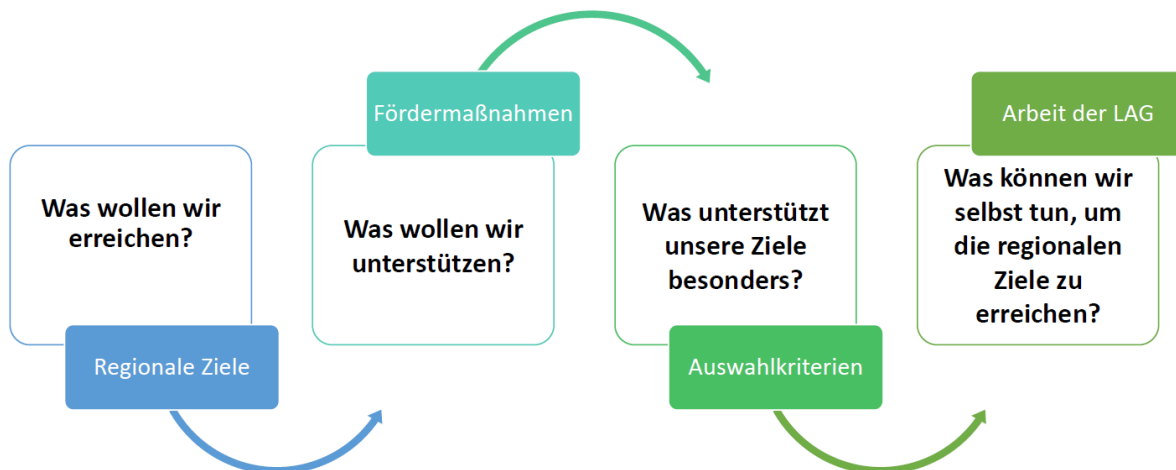 Was wollen wir
erreichen?
Regionale Ziele
Fördermaßnahmen
Was wollen wir
unterstützen?
Was unterstützt
unsere Ziele
besonders?
Auswahlkriterien
Arbeit der LAG
Was können wir
selbst tun, um
die regionalen
Ziele zu
erreichen?